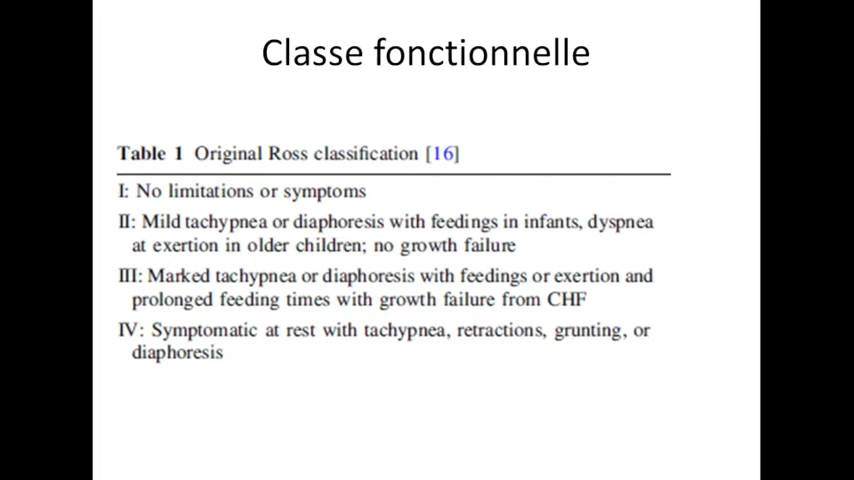 Classe fonctionnelle
Table 1 Original Ross classification [16]
I: No limitations or symptoms
II: Mild tachypnea or diaphoresis with feedings in infants, dyspnea
at exertion in older children; no growth failure
III: Marked tachypnea or diaphoresis with feedings or exertion and
prolonged feeding times with growth failure from CHF
IV: Symptomatic at rest with tachypnea, retractions, grunting, or
diaphoresis